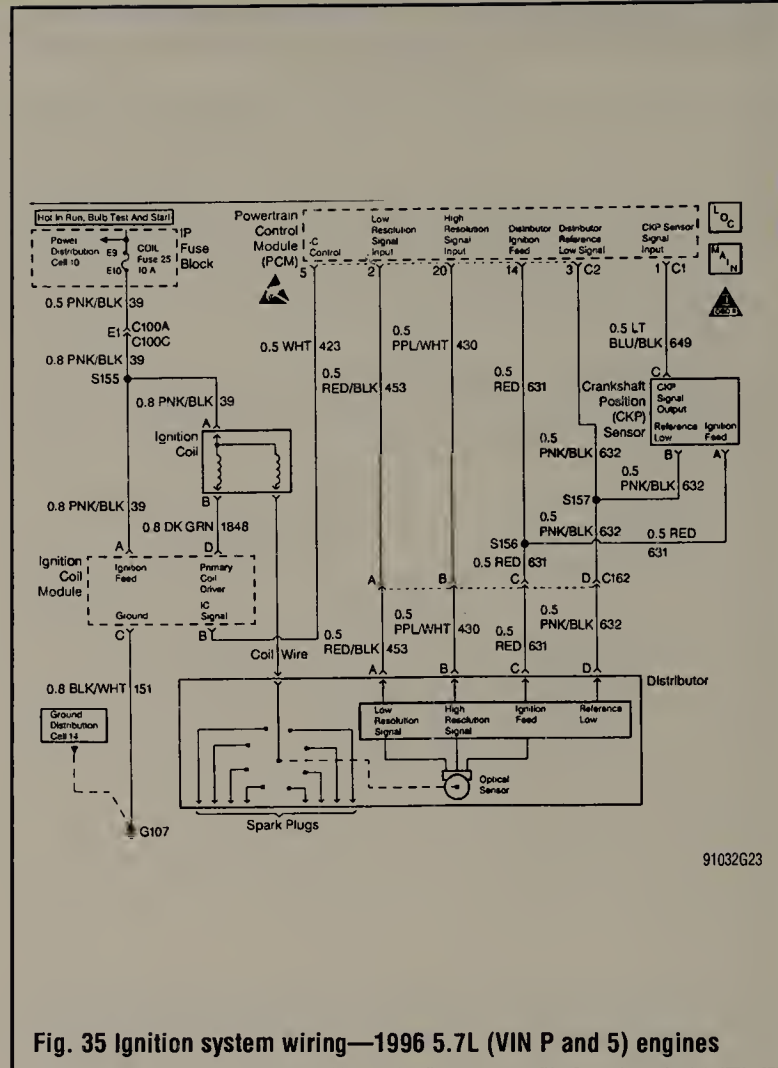 Hot In Run, Bulb Test And Start
Power
Distribution
Cell 10
E9
E10
COIL
Fuse 25
10 A
IP
Fuse
Block
Powertrain
Control
Module
(PCM)
Control
Low
Resolution
Signal
Input
High
Resolution
Signal
Input
Distributor
Ignition
Feed
Distributor
Reference
Low Signal
CKP Sensor
Signal
Input
LOC
MAIN
OBD II
5
2
20
14
3 C2
1 C1
0.5 PNK/BLK 39
E1 C100A
C100C
0.8 PNK/BLK 39
S155
0.8 PNK/BLK 39
A
Ignition
Coil
B
0.5 WHT 423
0.5
RED/BLK 453
0.5
PPL/WHT 430
0.5
RED 631
0.5
PNK/BLK 632
0.5 LT
BLU/BLK 649
C
Crankshaft
Position
(CKP)
Sensor
CKP
Signal
Output
Reference
Low
Ignition
Feed
B
A
0.5
PNK/BLK 632
S157
0.5
PNK/BLK 632
0.5 RED
631
S156
0.5 RED 631
0.8 PNK/BLK 39
0.8 DK GRN 1848
A
D
Ignition
Coil
Module
Ignition
Feed
Primary
Coil
Driver
Ground
IC
Signal
C
B
A
B
C
D C162
0.5
RED/BLK 453
0.5
PPL/WHT 430
0.5
RED 631
0.5
PNK/BLK 632
Coil Wire
A
B
C
D
Distributor
Low
Resolution
Signal
High
Resolution
Signal
Ignition
Feed
Reference
Low
Optical
Sensor
0.8 BLK/WHT 151
Ground
Distribution
Cell 14
G107
Spark Plugs
91032G23
Fig. 35 Ignition system wiring—1996 5.7L (VIN P and 5) engines